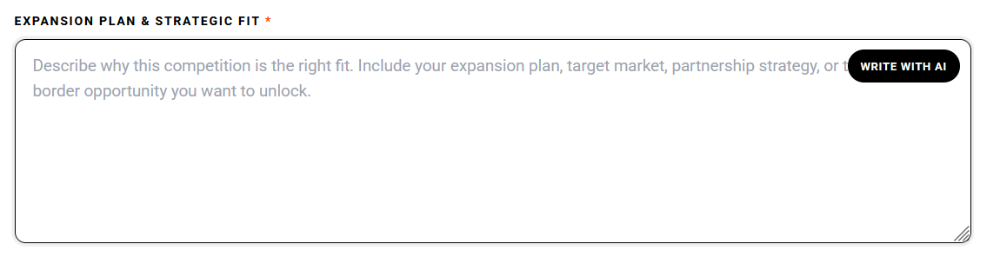 EXPANSION PLAN & STRATEGIC FIT *
Describe why this competition is the right fit. Include your expansion plan, target market, partnership strategy, or
WRITE WITH AI
border opportunity you want to unlock.